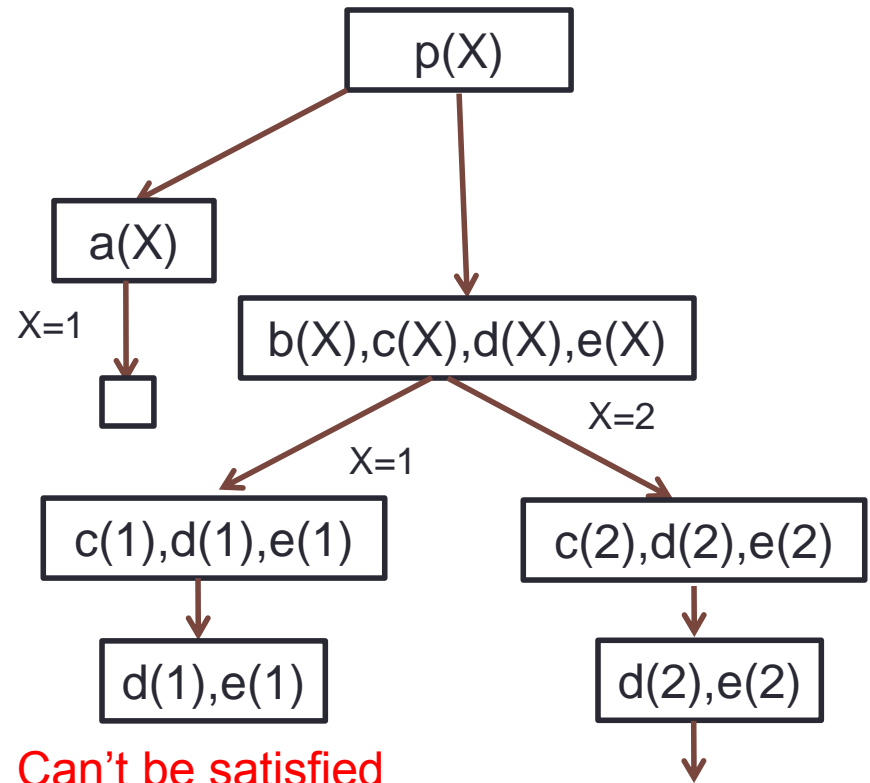 p(X)
a(X)
X=1
b(X),c(X),d(X),e(X)
X=2
X=1
c(1),d(1),e(1)
c(2),d(2),e(2)
d(1),e(1)
d(2),e(2)
Can't be satisfied